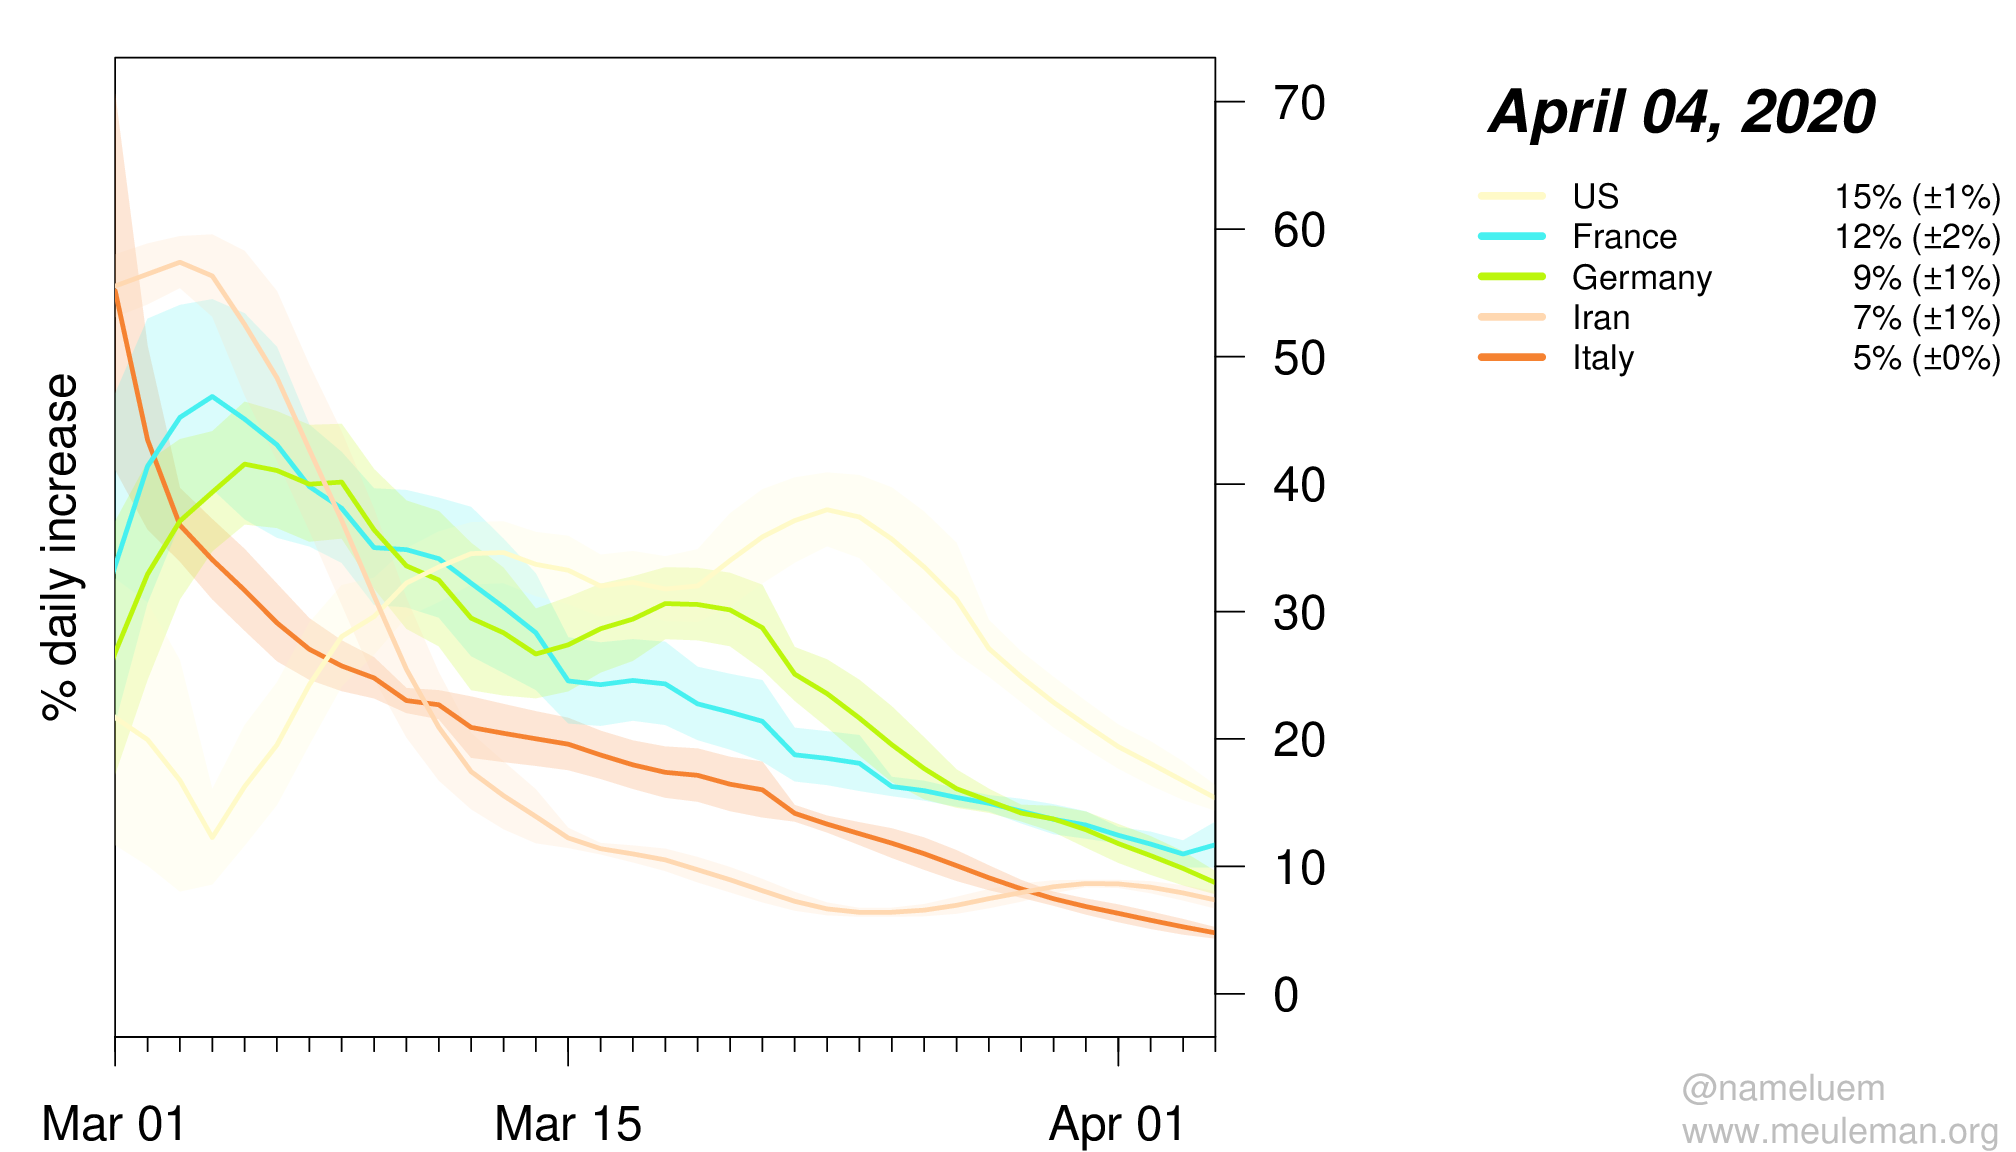 April 04, 2020
US 15% (±1%)
France 12% (±2%)
Germany 9% (±1%)
Iran 7% (±1%)
Italy 5% (±0%)
% daily increase
70
60
50
40
30
20
10
0
Mar 01 Mar 15 Apr 01
@nameluem
www.meuleman.org